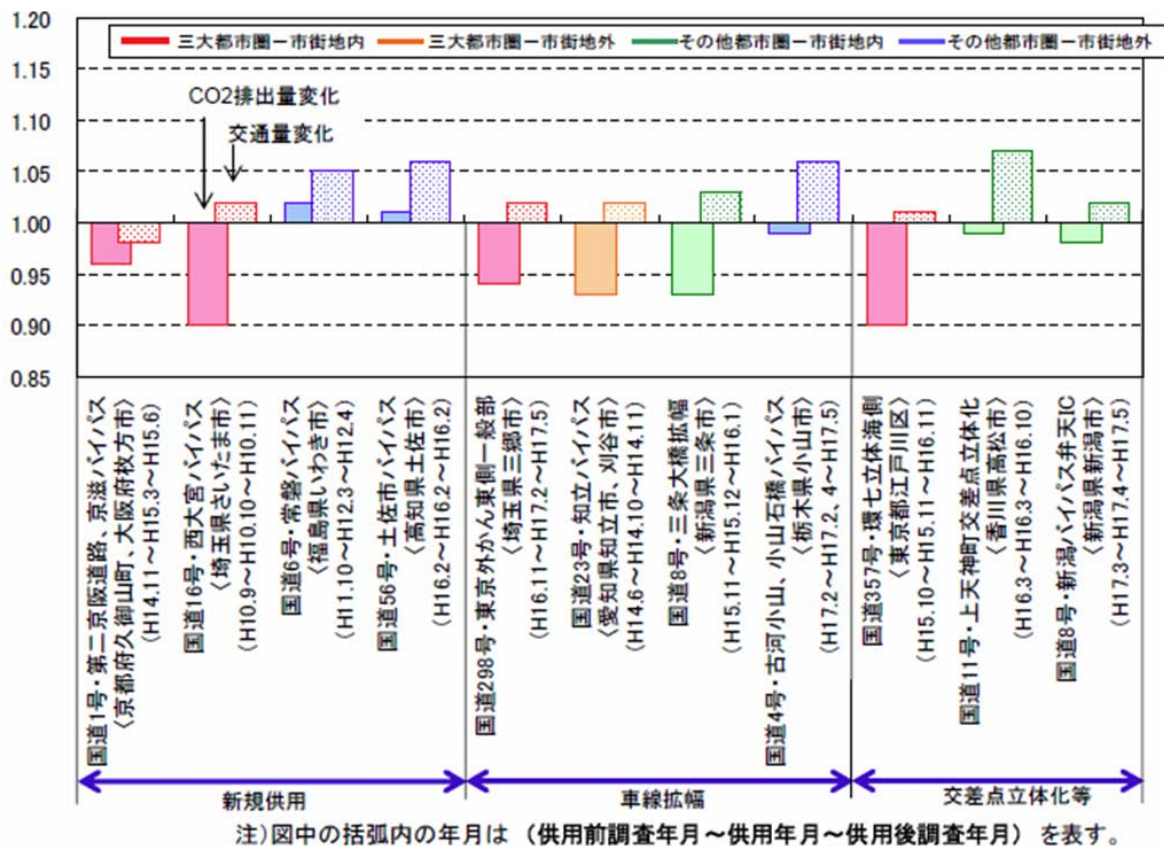 1.20
1.15
1.10
1.05
1.00
0.95
0.90
0.85
三大都市圏ー市街地内
三大都市圏ー市街地外
その他都市圏ー市街地内
その他都市圏ー市街地外
CO2排出量変化
交通量変化
国道1号・第二京阪道路、京滋バイパス
〈京都府久御山町、大阪府枚方市〉
(H14.11～H15.3～H15.6)
国道16号・西大宮バイパス
〈埼玉県さいたま市〉
(H10.9～H10.10～H10.11)
国道6号・常磐バイパス
〈福島県いわき市〉
(H11.10～H12.3～H12.4)
国道56号・土佐市バイパス
〈高知県土佐市〉
(H16.2～H16.2～H16.2)
国道298号・東京外かん東側一般部
〈埼玉県三郷市〉
(H16.11～H17.2～H17.5)
国道23号・知立バイパス
〈愛知県知立市、刈谷市〉
(H14.6～H14.10～H14.11)
国道8号・三条大橋拡幅
〈新潟県三条市〉
(H15.11～H15.12～H16.1)
国道4号・古河小山、小山石橋バイパス
〈栃木県小山市〉
(H17.2～H17.2、4～H17.5)
国道357号・環七立体海側
〈東京都江戸川区〉
(H15.10～H15.11～H16.11)
国道11号・上天神町交差点立体化
〈香川県高松市〉
(H16.3～H16.3～H16.10)
国道8号・新潟バイパス弁天IC
〈新潟県新潟市〉
(H17.3～H17.4～H17.5)
新規供用
車線拡幅
交差点立体化等
注)図中の括弧内の年月は (供用前調査年月～供用年月～供用後調査年月) を表す。